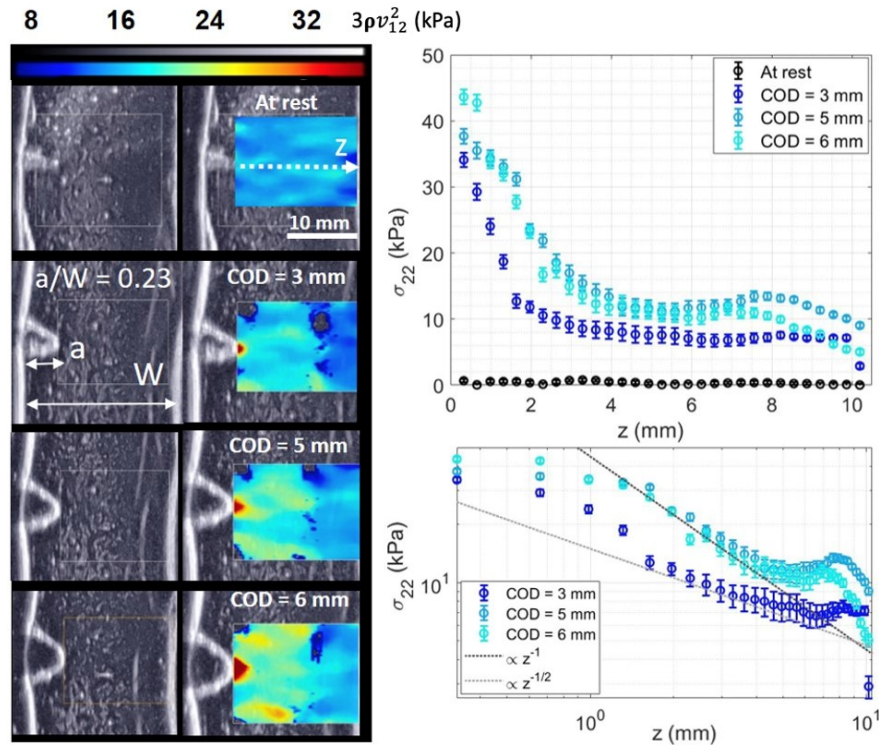 8 16 24 32 3ρv₁₂² (kPa)
At rest
z
10 mm
a/W = 0.23
COD = 3 mm
a
W
COD = 5 mm
COD = 6 mm
50
40
30
20
10
0
σ₂₂ (kPa)
0 2 4 6 8 10
z (mm)
At rest
COD = 3 mm
COD = 5 mm
COD = 6 mm
10¹
σ₂₂ (kPa)
COD = 3 mm
COD = 5 mm
COD = 6 mm
∝ z⁻¹
∝ z⁻¹/²
10⁰ 10¹
z (mm)